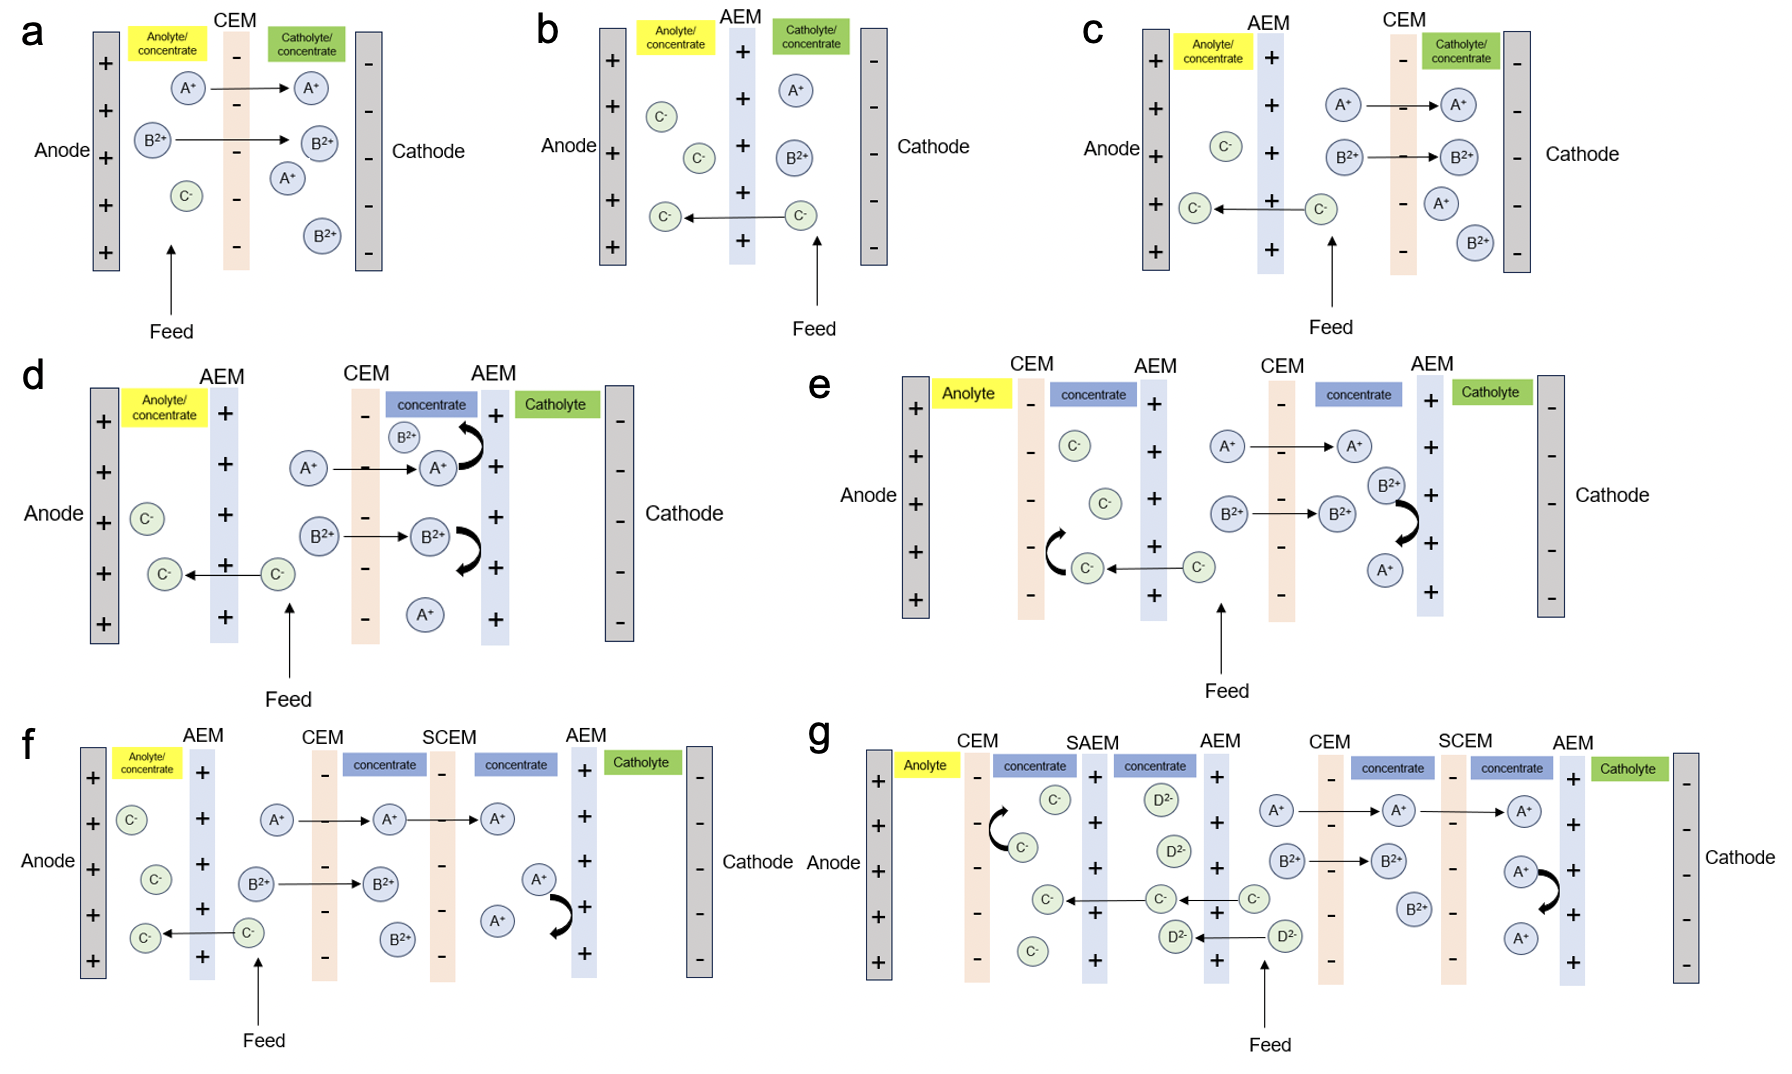 a
CEM
Anolyte/
concentrate
Catholyte/
concentrate
A⁺
A⁺
B²⁺
B²⁺
A⁺
C⁻
B²⁺
Anode
Cathode
Feed
b
AEM
Anolyte/
concentrate
Catholyte/
concentrate
A⁺
C⁻
C⁻
B²⁺
C⁻
C⁻
Anode
Cathode
Feed
c
AEM
CEM
Anolyte/
concentrate
Catholyte/
concentrate
A⁺
A⁺
C⁻
B²⁺
B²⁺
C⁻
C⁻
A⁺
B²⁺
Anode
Cathode
Feed
d
AEM
CEM
AEM
Anolyte/
concentrate
concentrate
Catholyte
B²⁺
A⁺
A⁺
C⁻
B²⁺
B²⁺
C⁻
C⁻
A⁺
Anode
Cathode
Feed
e
CEM
AEM
CEM
AEM
Anolyte
concentrate
concentrate
Catholyte
C⁻
A⁺
A⁺
B²⁺
C⁻
B²⁺
B²⁺
C⁻
C⁻
A⁺
Anode
Cathode
Feed
f
AEM
CEM
SCEM
AEM
Anolyte/
concentrate
concentrate
concentrate
Catholyte
C⁻
A⁺
A⁺
A⁺
C⁻
B²⁺
B²⁺
A⁺
A⁺
C⁻
C⁻
B²⁺
Anode
Cathode
Feed
g
CEM
SAEM
AEM
CEM
SCEM
AEM
Anolyte
concentrate
concentrate
concentrate
concentrate
Catholyte
C⁻
D²⁻
A⁺
A⁺
A⁺
C⁻
D²⁻
B²⁺
B²⁺
A⁺
C⁻
C⁻
C⁻
B²⁺
C⁻
D²⁻
D²⁻
A⁺
Anode
Cathode
Feed